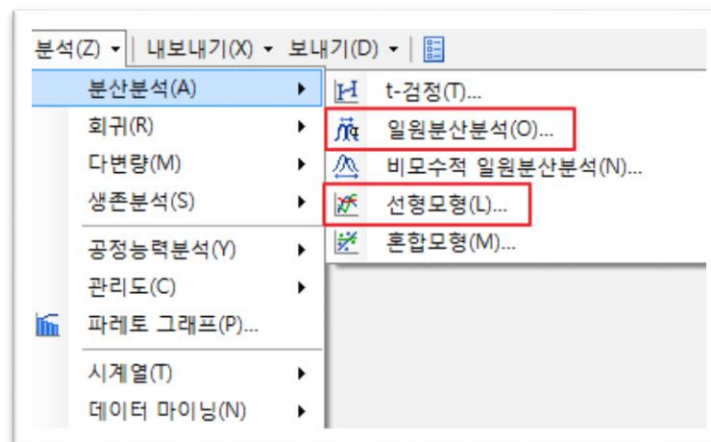 분석(Z) 내보내기(X) 보내기(D)
분산분석(A)
회귀(R)
다변량(M)
생존분석(S)
공정능력분석(Y)
관리도(C)
파레토 그래프(P)...
시계열(T)
데이터 마이닝(N)
t-검정(T)...
일원분산분석(O)...
비모수적 일원분산분석(N)...
선형모형(L)...
혼합모형(M)...